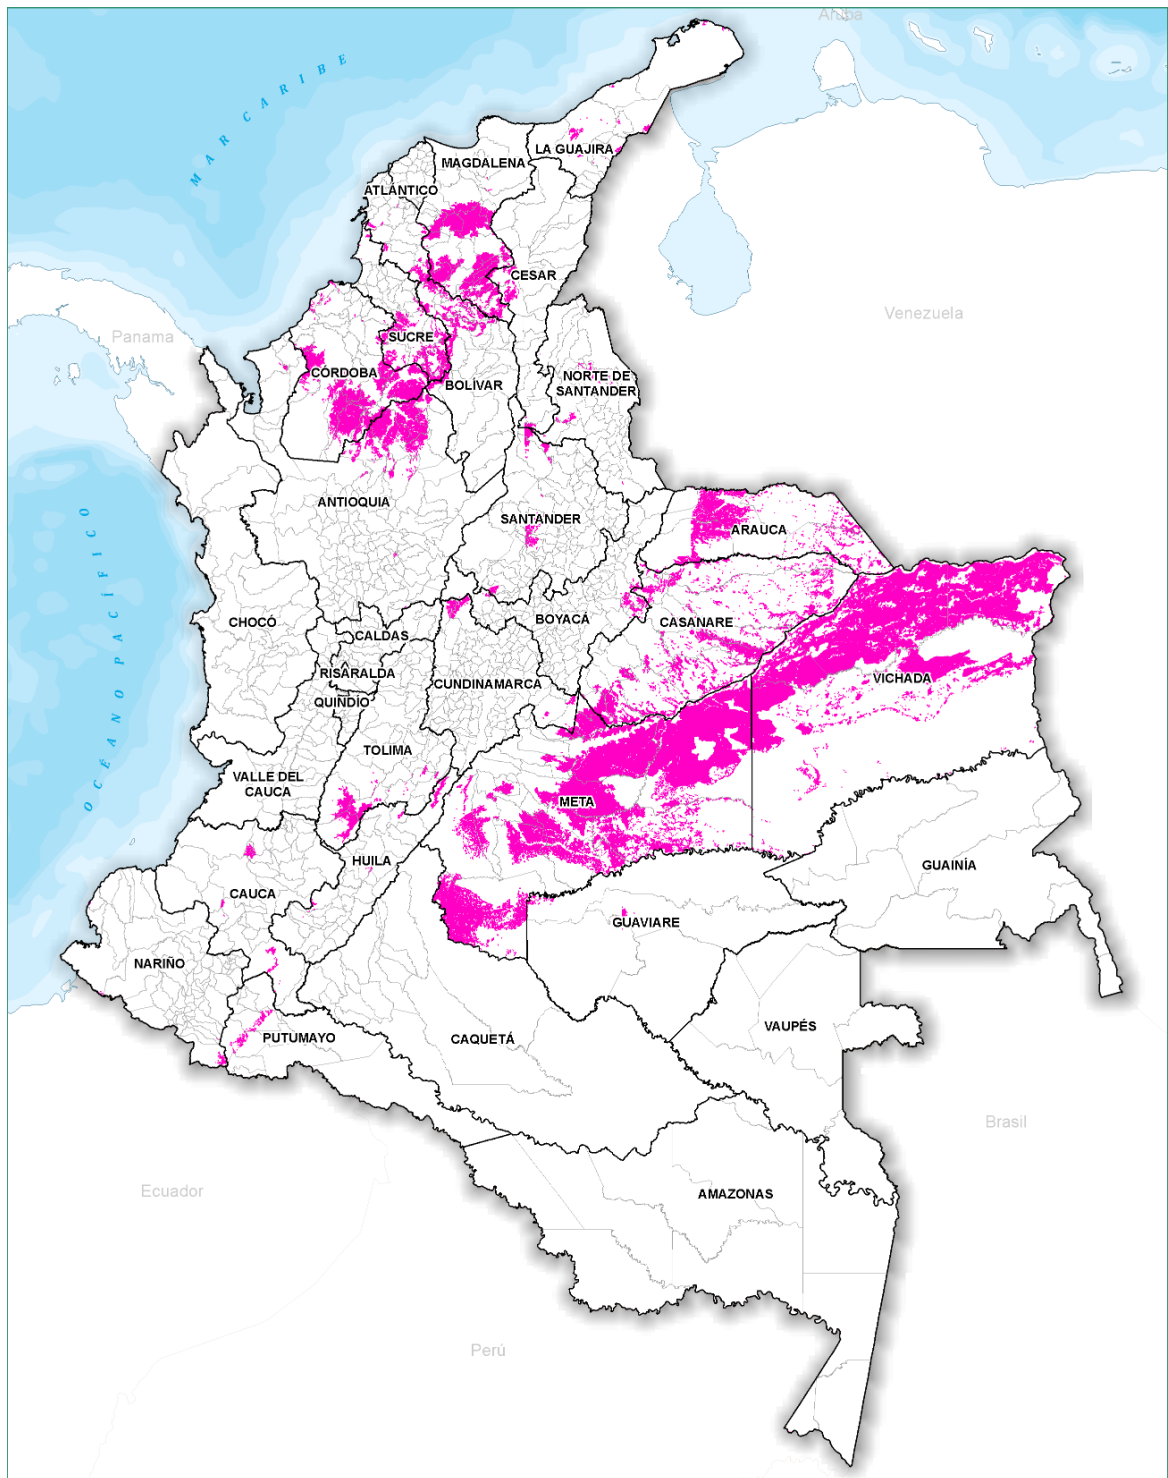 Aruba
MAR CARIBE
LA GUAJIRA
MAGDALENA
ATLÁNTICO
CESAR
Venezuela
Panama
SUCRE
CÓRDOBA
BOLÍVAR
NORTE DE
SANTANDER
ANTIOQUIA
SANTANDER
ARAUCA
OCÉANO PACÍFICO
CHOCÓ
BOYACÁ
CASANARE
CALDAS
RISARALDA
CUNDINAMARCA
VICHADA
QUINDÍO
TOLIMA
VALLE DEL
CAUCA
META
HUILA
GUAINÍA
CAUCA
GUAVIARE
NARIÑO
VAUPÉS
PUTUMAYO
CAQUETÁ
Brasil
Ecuador
AMAZONAS
Perú